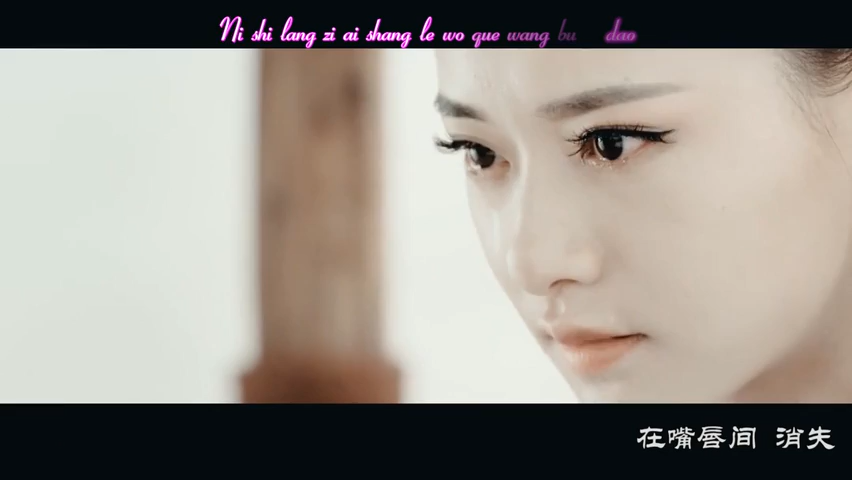 Ni shi lang zi ai shang le wo que wang bu dao
在嘴唇间 消失